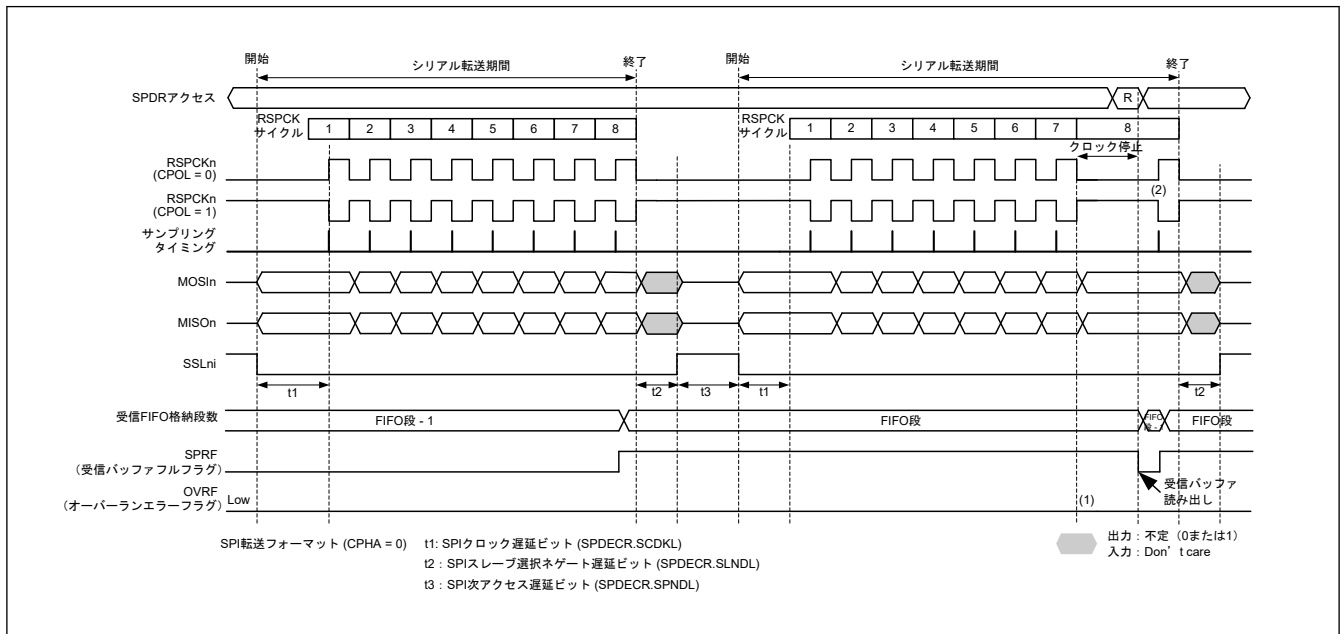 開始
シリアル転送期間
終了
開始
シリアル転送期間
終了
SPDRアクセス
R
RSPCK
サイクル
1 2 3 4 5 6 7 8
RSPCK
サイクル
1 2 3 4 5 6 7 8
クロック停止
RSPCKn
(CPOL = 0)
(2)
RSPCKn
(CPOL = 1)
サンプリング
タイミング
MOSIn
MISOn
SSLni
t1
t2
t3
t1
t2
受信FIFO格納段数
FIFO段 - 1
FIFO段
FIFO
段 - 1
FIFO段
SPRF
(受信バッファフルフラグ)
受信バッファ
読み出し
OVRF
(オーバーランエラーフラグ)
Low
(1)
SPI転送フォーマット (CPHA = 0)
t1: SPIクロック遅延ビット (SPDECR.SCDKL)
t2 : SPIスレーブ選択ネゲート遅延ビット (SPDECR.SLNDL)
t3 : SPI次アクセス遅延ビット (SPDECR.SPNDL)
出力 : 不定 (0または1)
入力 : Don't care